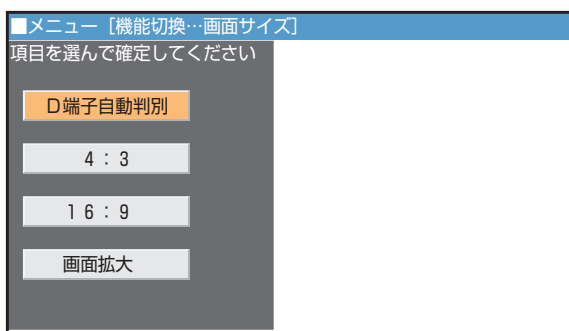 ■メニュー［機能切換…画面サイズ］
項目を選んで確定してください
Ｄ端子自動判別
４：３
１６：９
画面拡大